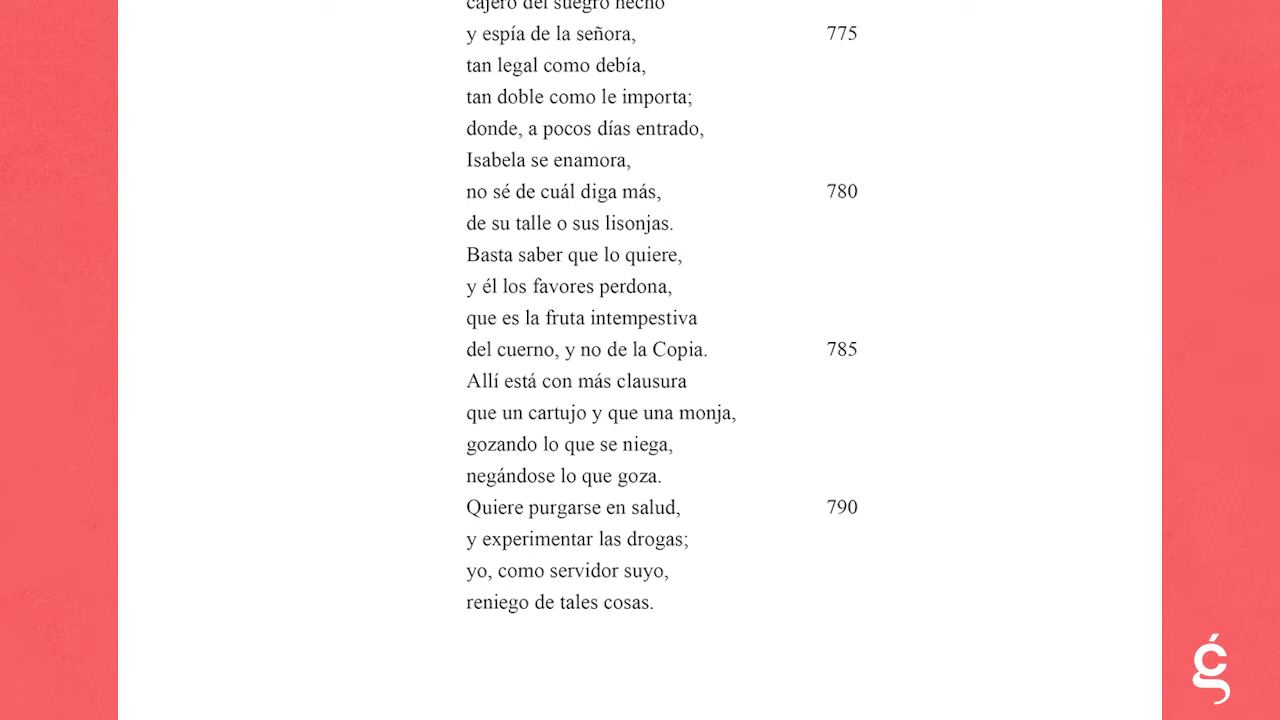 cajero del suegro hecho
y espía de la señora, 775
tan legal como debía,
tan doble como le importa;
donde, a pocos días entrado,
Isabela se enamora,
no sé de cuál diga más, 780
de su talle o sus lisonjas.
Basta saber que lo quiere,
y él los favores perdona,
que es la fruta intempestiva
del cuerno, y no de la Copia. 785
Allí está con más clausura
que un cartujo y que una monja,
gozando lo que se niega,
negándose lo que goza.
Quiere purgarse en salud, 790
y experimentar las drogas;
yo, como servidor suyo,
reniego de tales cosas.